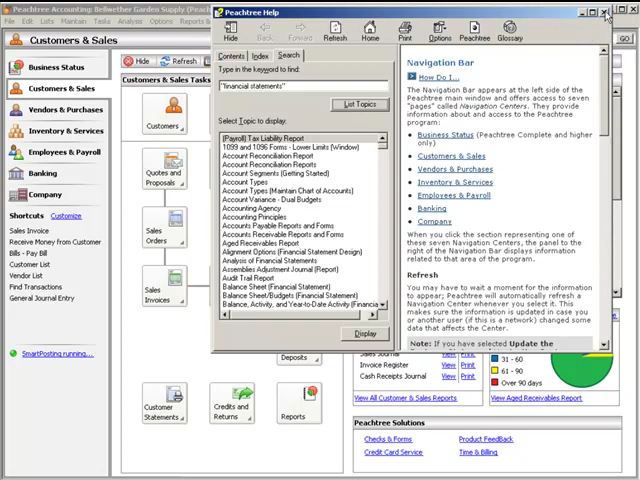 Peachtree Accounting: Bellwether Garden Supply (Peach
File Edit Lists Maintain Tasks Analysis Options Reports
Customers & Sales
GO
Business Status
Customers & Sales
Vendors & Purchases
Inventory & Services
Employees & Payroll
Banking
Company
Shortcuts Customize
Sales Invoice
Receive Money from Customer
Bills - Pay Bill
Customer List
Vendor List
Find Transactions
General Journal Entry
SmartPosting running...
Hide Refresh
Customers & Sales Tasks
Customers
Quotes and
Proposals
Sales
Orders
Sales
Invoices
Deposits
Customer
Statements
Credits and
Returns
Reports
Peachtree Help
Hide Back Forward Refresh Home Print Options Peachtree Glossary
Contents Index Search
Type in the keyword to find:
"financial statements"
List Topics
Select Topic to display:
(Payroll) Tax Liability Report
1099 and 1096 Forms - Lower Limits (Window)
Account Reconciliation Report
Account Reconciliation Reports
Account Segments (Getting Started)
Account Types
Account Types (Maintain Chart of Accounts)
Account Variance - Dual Budgets
Accounting Agency
Accounting Principles
Accounts Payable Reports and Forms
Accounts Receivable Reports and Forms
Aged Receivables Report
Alignment Options (Financial Statement Design)
Analysis of Financial Statements
Assemblies Adjustment Journal (Report)
Audit Trail Report
Balance Sheet (Financial Statement)
Balance Sheet/Budgets (Financial Statement)
Balance, Activity, and Year-to-Date Activity (Financia
Display
Navigation Bar
How Do I...
The Navigation Bar appears at the left side of the
Peachtree main window and offers access to seven
"pages" called Navigation Centers. They provide
information about and access to the Peachtree
program:
• Business Status (Peachtree Complete and higher
only)
• Customers & Sales
• Vendors & Purchases
• Inventory & Services
• Employees & Payroll
• Banking
• Company
When you click the section representing one of
these seven Navigation Centers, the panel to the
right of the Navigation Bar displays information
related to that area of the program.
Refresh
You may have to wait a moment for the information
to appear; Peachtree will automatically refresh a
Navigation Center whenever you select it. This
makes sure the information is updated in case you
or another user (if this is a network) changed some
data that affects the Center.
Note: If you have selected Update the
Sales Journal View Print
Invoice Register View Print
Cash Receipts Journal View Print
View All Customer & Sales Reports
31 - 60
61 - 90
Over 90 days
View Aged Receivables Report
Peachtree Solutions
Checks & Forms Product FeedBack
Credit Card Service Time & Billing